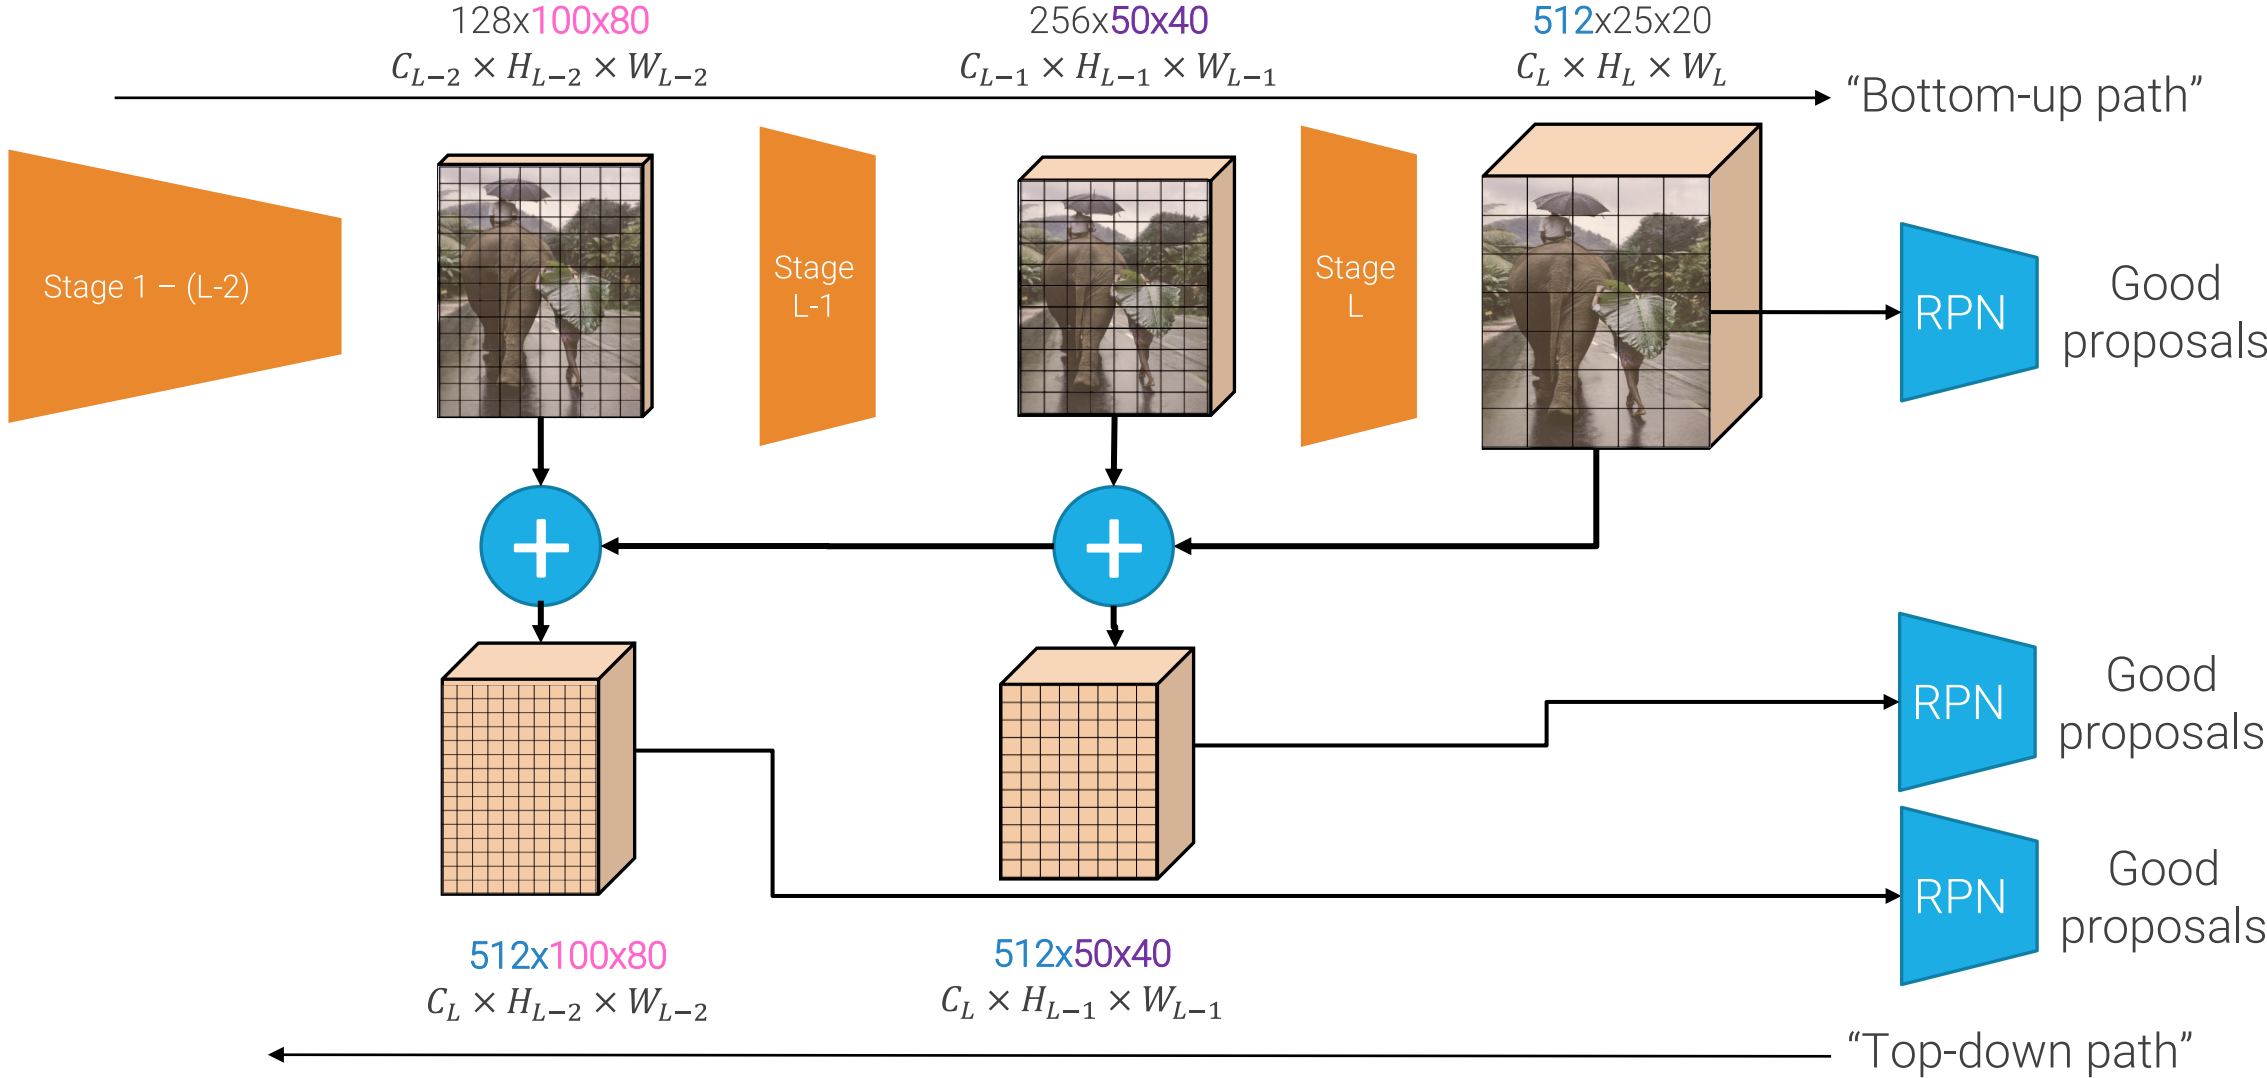 128x100x80
256x50x40
512x25x20
C_{L-2} × H_{L-2} × W_{L-2}
C_{L-1} × H_{L-1} × W_{L-1}
C_L × H_L × W_L
“Bottom-up path”
Stage 1 – (L-2)
Stage
L-1
Stage
L
RPN
Good
proposals
RPN
Good
proposals
RPN
Good
proposals
512x100x80
512x50x40
C_L × H_{L-2} × W_{L-2}
C_L × H_{L-1} × W_{L-1}
“Top-down path”